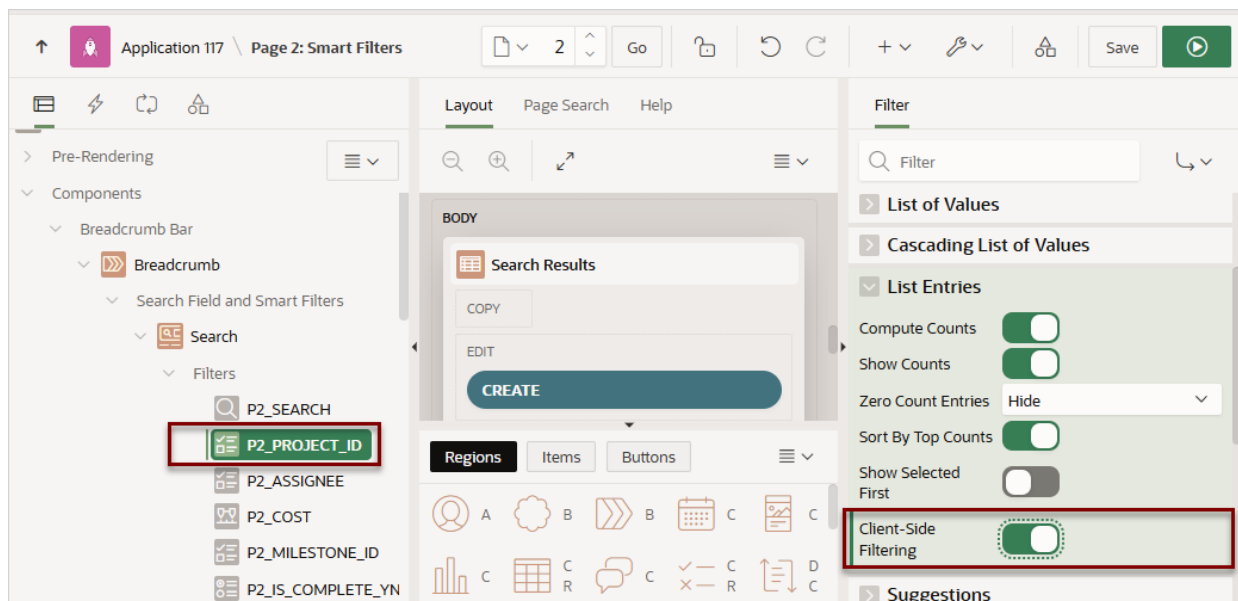 Application 117 \ Page 2: Smart Filters
2
Go
Save
Layout
Page Search
Help
Filter
Pre-Rendering
Components
Breadcrumb Bar
Breadcrumb
Search Field and Smart Filters
Search
Filters
P2_SEARCH
P2_PROJECT_ID
P2_ASSIGNEE
P2_COST
P2_MILESTONE_ID
P2_IS_COMPLETE_YN
BODY
Search Results
COPY
EDIT
CREATE
Regions
Items
Buttons
A
B
B
C
C
C
C
R
C
C
R
D
C
Filter
List of Values
Cascading List of Values
List Entries
Compute Counts
Show Counts
Zero Count Entries
Hide
Sort By Top Counts
Show Selected
First
Client-Side
Filtering
Suggestions